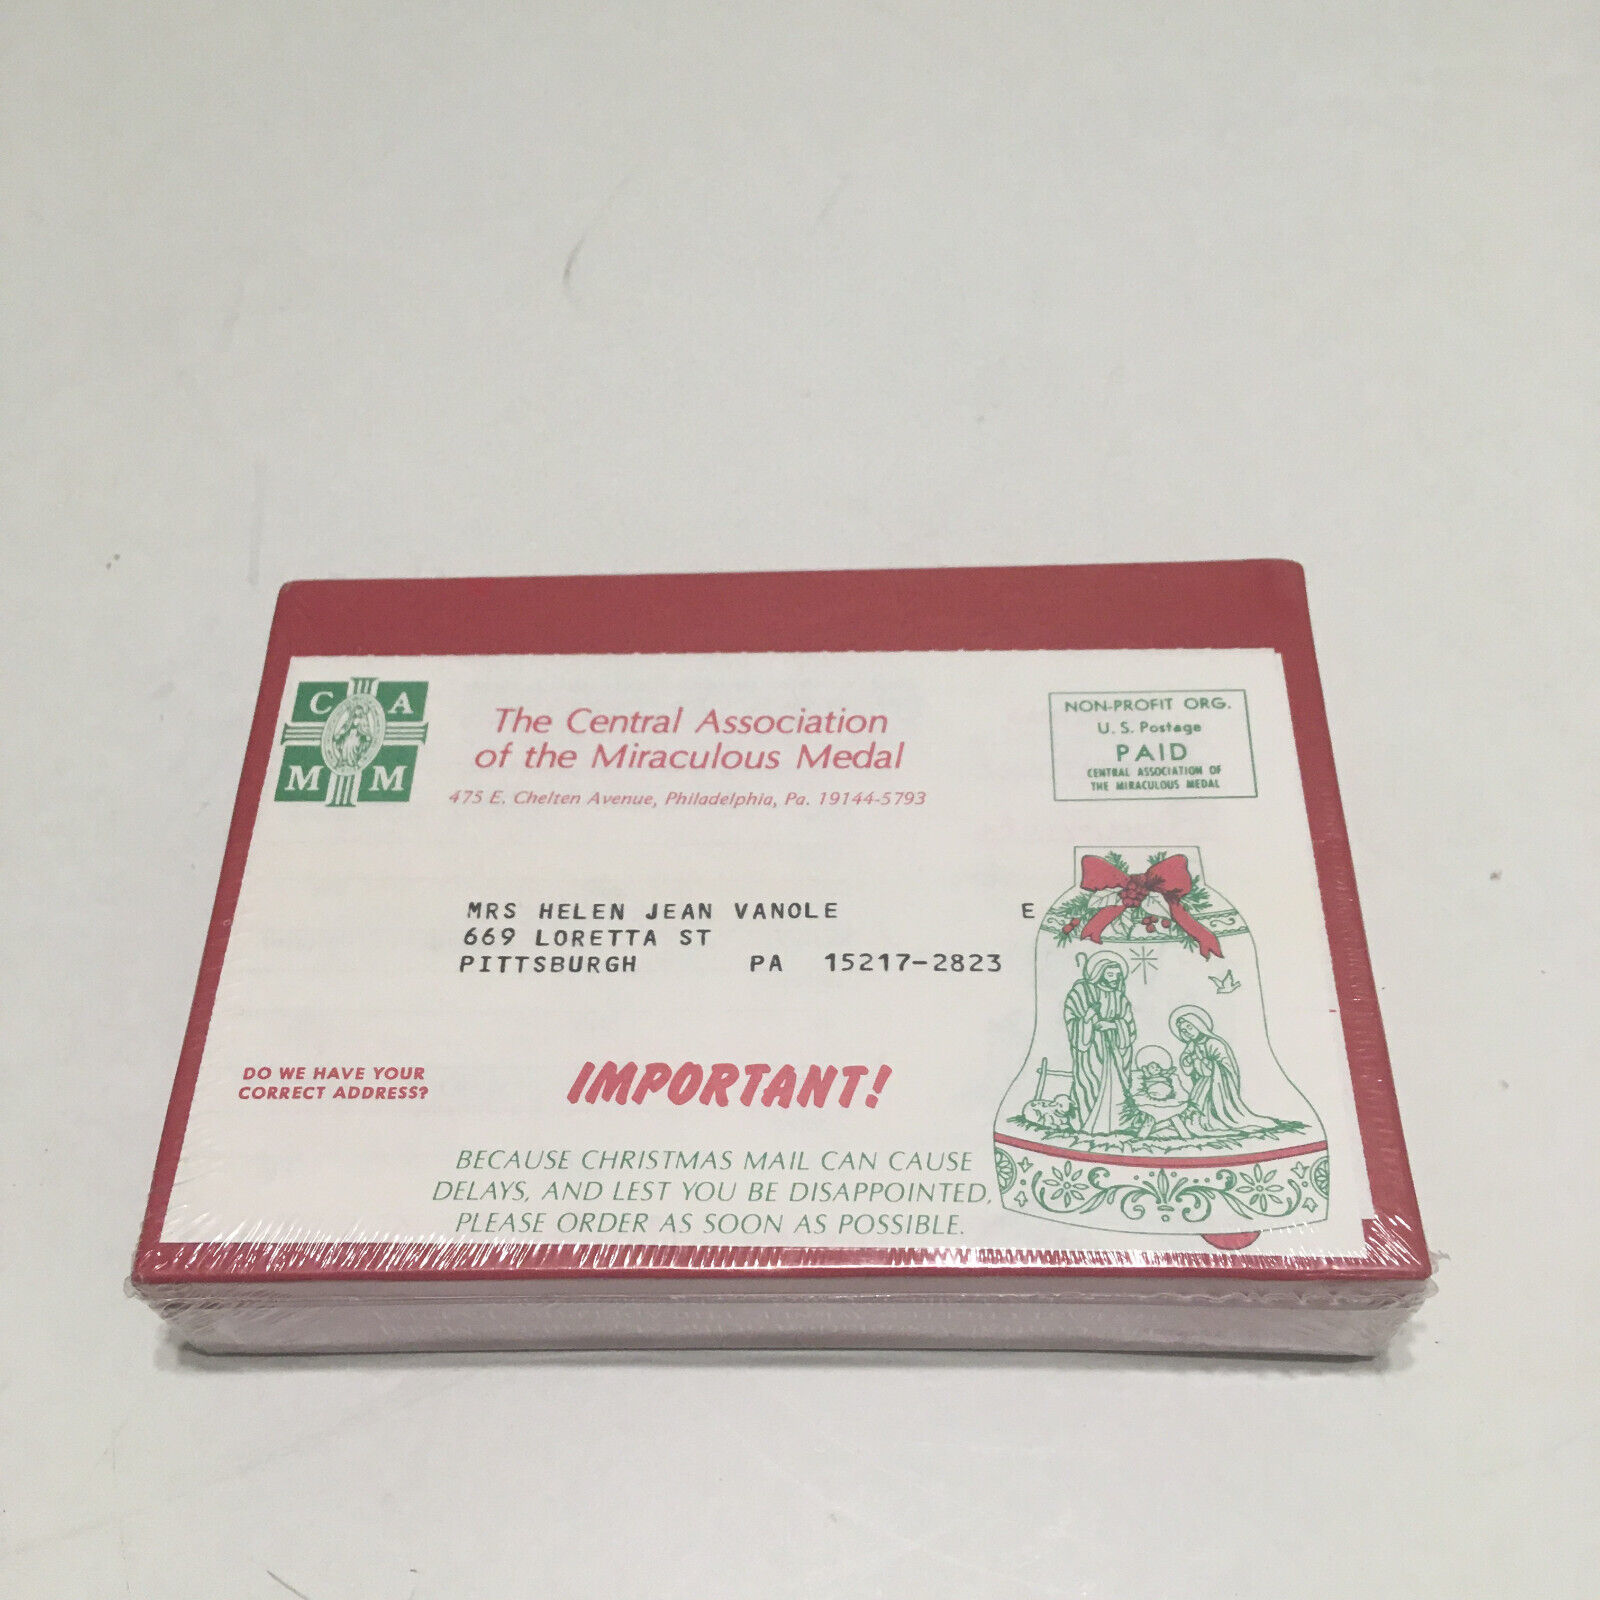 C A
M M
The Central Association
of the Miraculous Medal
475 E. Chelten Avenue, Philadelphia, Pa. 19144-5793
NON-PROFIT ORG.
U. S. Postage
PAID
CENTRAL ASSOCIATION OF
THE MIRACULOUS MEDAL
MRS HELEN JEAN VANOLE E
669 LORETTA ST
PITTSBURGH PA 15217-2823
DO WE HAVE YOUR
CORRECT ADDRESS?
IMPORTANT!
BECAUSE CHRISTMAS MAIL CAN CAUSE
DELAYS, AND LEST YOU BE DISAPPOINTED,
PLEASE ORDER AS SOON AS POSSIBLE.